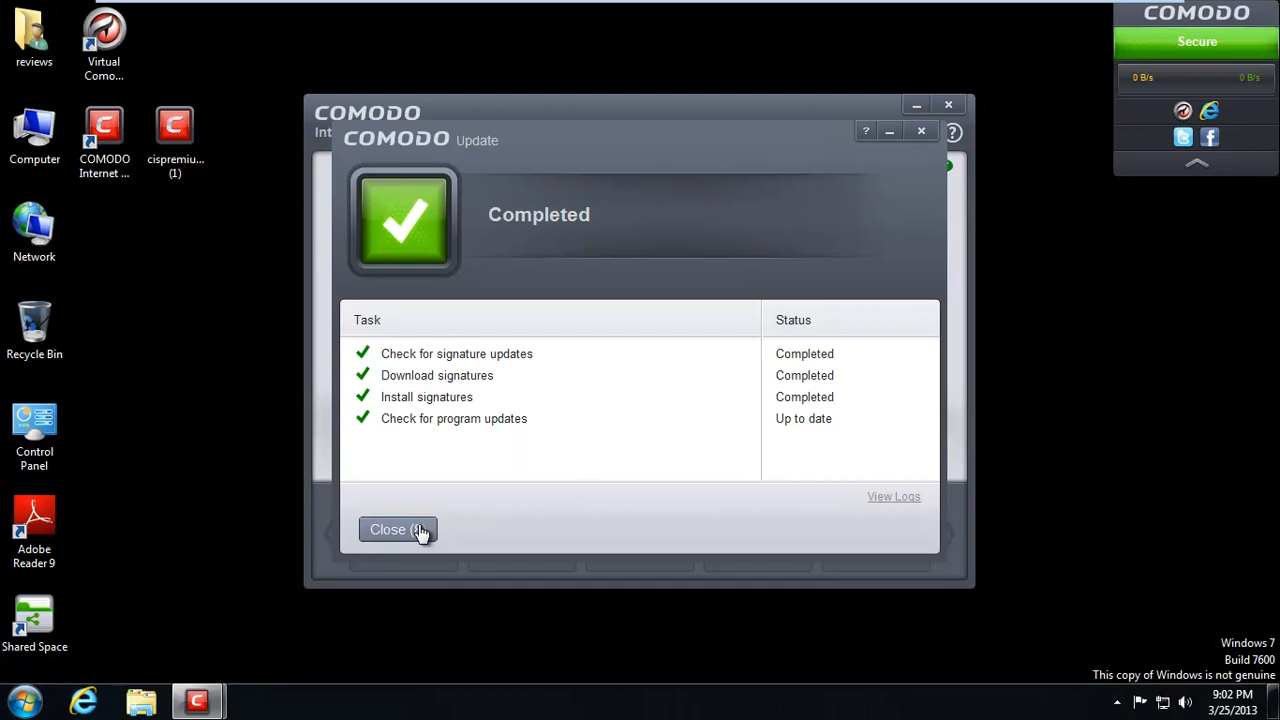 reviews
Virtual
Como...
Computer
COMODO
Internet ...
cispremiu...
(1)
Network
Recycle Bin
Control
Panel
Adobe
Reader 9
Shared Space
COMODO
Int
COMODO Update
?
?
Completed
Task
Status
Check for signature updates
Completed
Download signatures
Completed
Install signatures
Completed
Check for program updates
Up to date
View Logs
Close
COMODO
Secure
0 B/s
0 B/s
Windows 7
Build 7600
This copy of Windows is not genuine
9:02 PM
3/25/2013